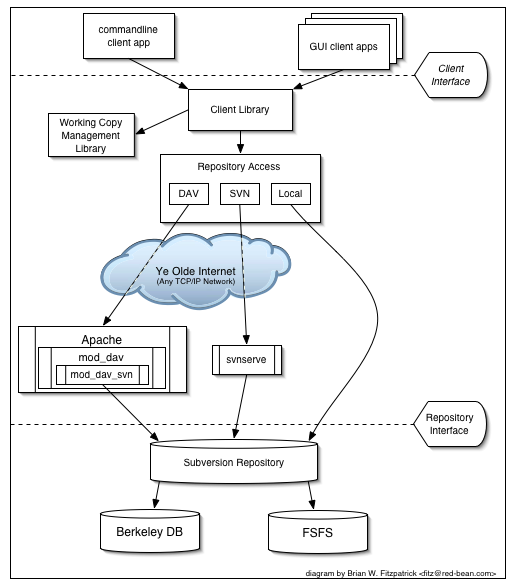 commandline
client app
GUI client apps
Client
Interface
Client Library
Working Copy
Management
Library
Repository Access
DAV
SVN
Local
Ye Olde Internet
(Any TCP/IP Network)
Apache
mod_dav
mod_dav_svn
svnserve
Repository
Interface
Subversion Repository
Berkeley DB
FSFS
diagram by Brian W. Fitzpatrick <fitz@red-bean.com>